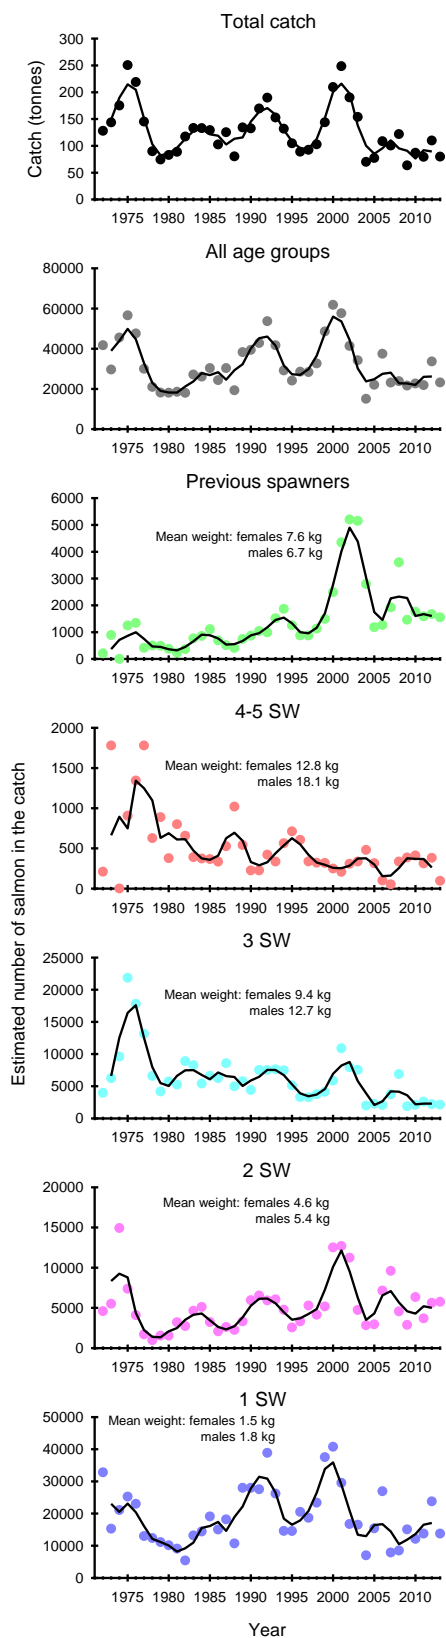 Total catch
Catch (tonnes)
300
250
200
150
100
50
0
1975 1980 1985 1990 1995 2000 2005 2010
All age groups
80000
60000
40000
20000
0
1975 1980 1985 1990 1995 2000 2005 2010
Estimated number of salmon in the catch
Previous spawners
6000
5000
4000
3000
2000
1000
0
Mean weight: females 7.6 kg
males 6.7 kg
1975 1980 1985 1990 1995 2000 2005 2010
4-5 SW
2000
1500
1000
500
0
Mean weight: females 12.8 kg
males 18.1 kg
1975 1980 1985 1990 1995 2000 2005 2010
3 SW
25000
20000
15000
10000
5000
0
Mean weight: females 9.4 kg
males 12.7 kg
1975 1980 1985 1990 1995 2000 2005 2010
2 SW
20000
15000
10000
5000
0
Mean weight: females 4.6 kg
males 5.4 kg
1975 1980 1985 1990 1995 2000 2005 2010
1 SW
50000
40000
30000
20000
10000
0
Mean weight: females 1.5 kg
males 1.8 kg
1975 1980 1985 1990 1995 2000 2005 2010
Year